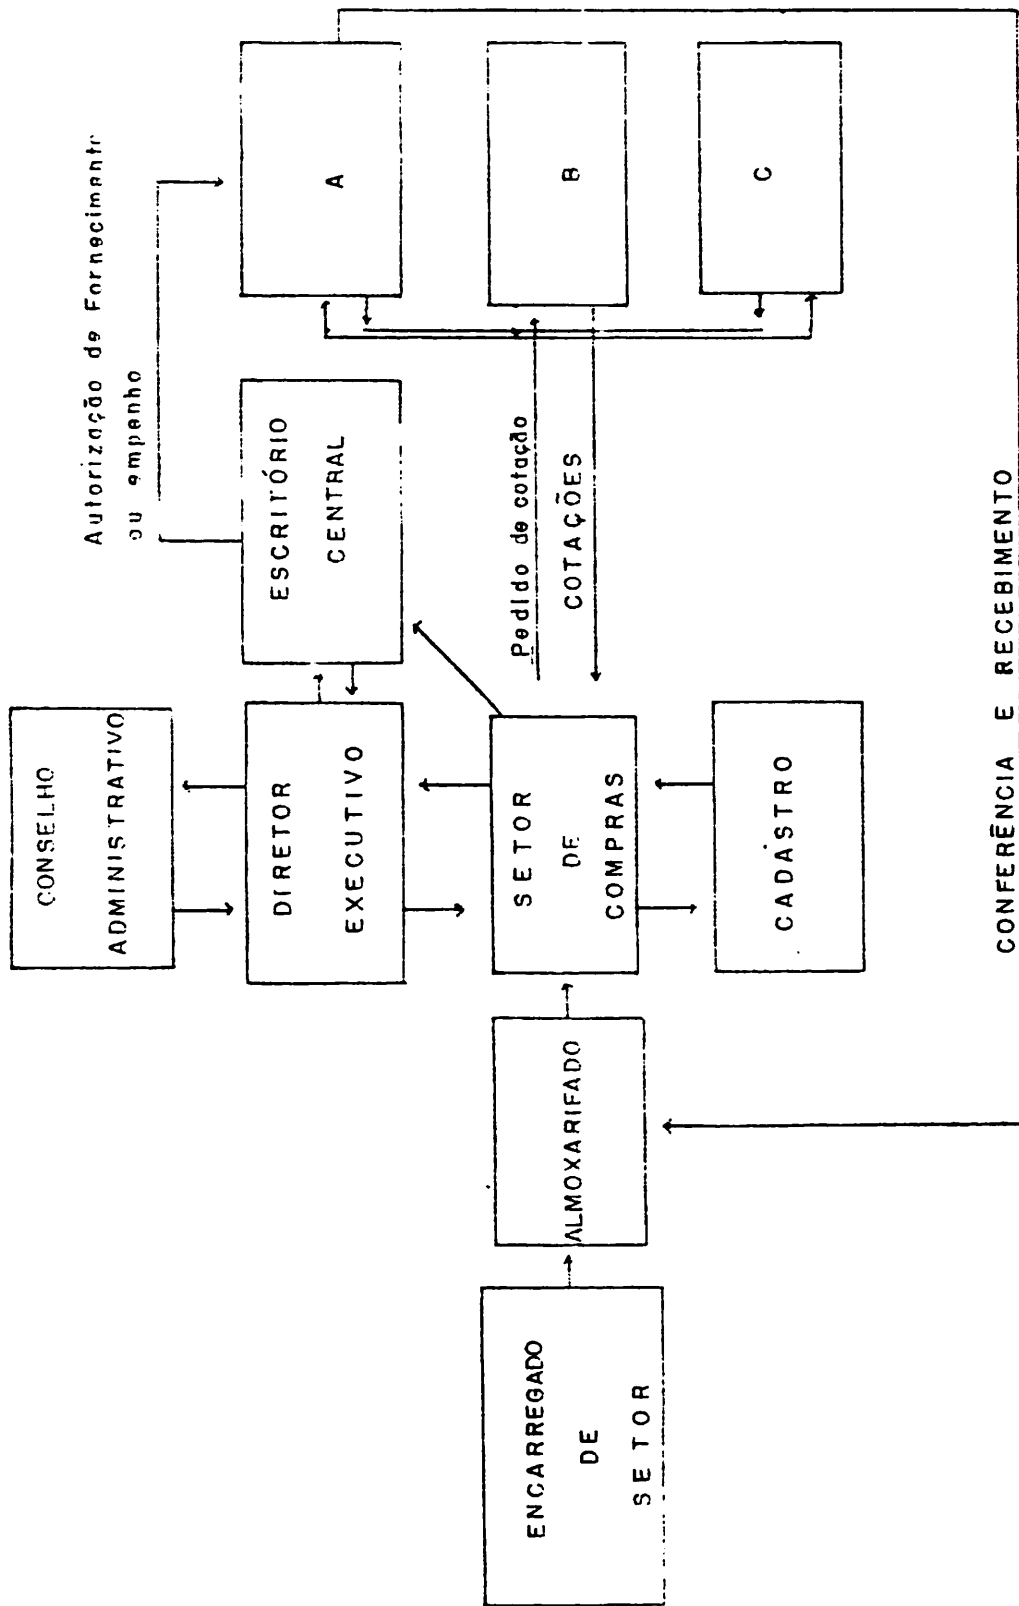 CONSELHO
ADMINISTRATIVO
Autorização de Fornecimento
ou empenho
DIRETOR
EXECUTIVO
ESCRITÓRIO
CENTRAL
A
ENCARREGADO
DE
SETOR
ALMOXARIFADO
SETOR
DE
COMPRAS
Pedido de cotação
COTAÇÕES
B
CADASTRO
C
CONFERÊNCIA E RECEBIMENTO